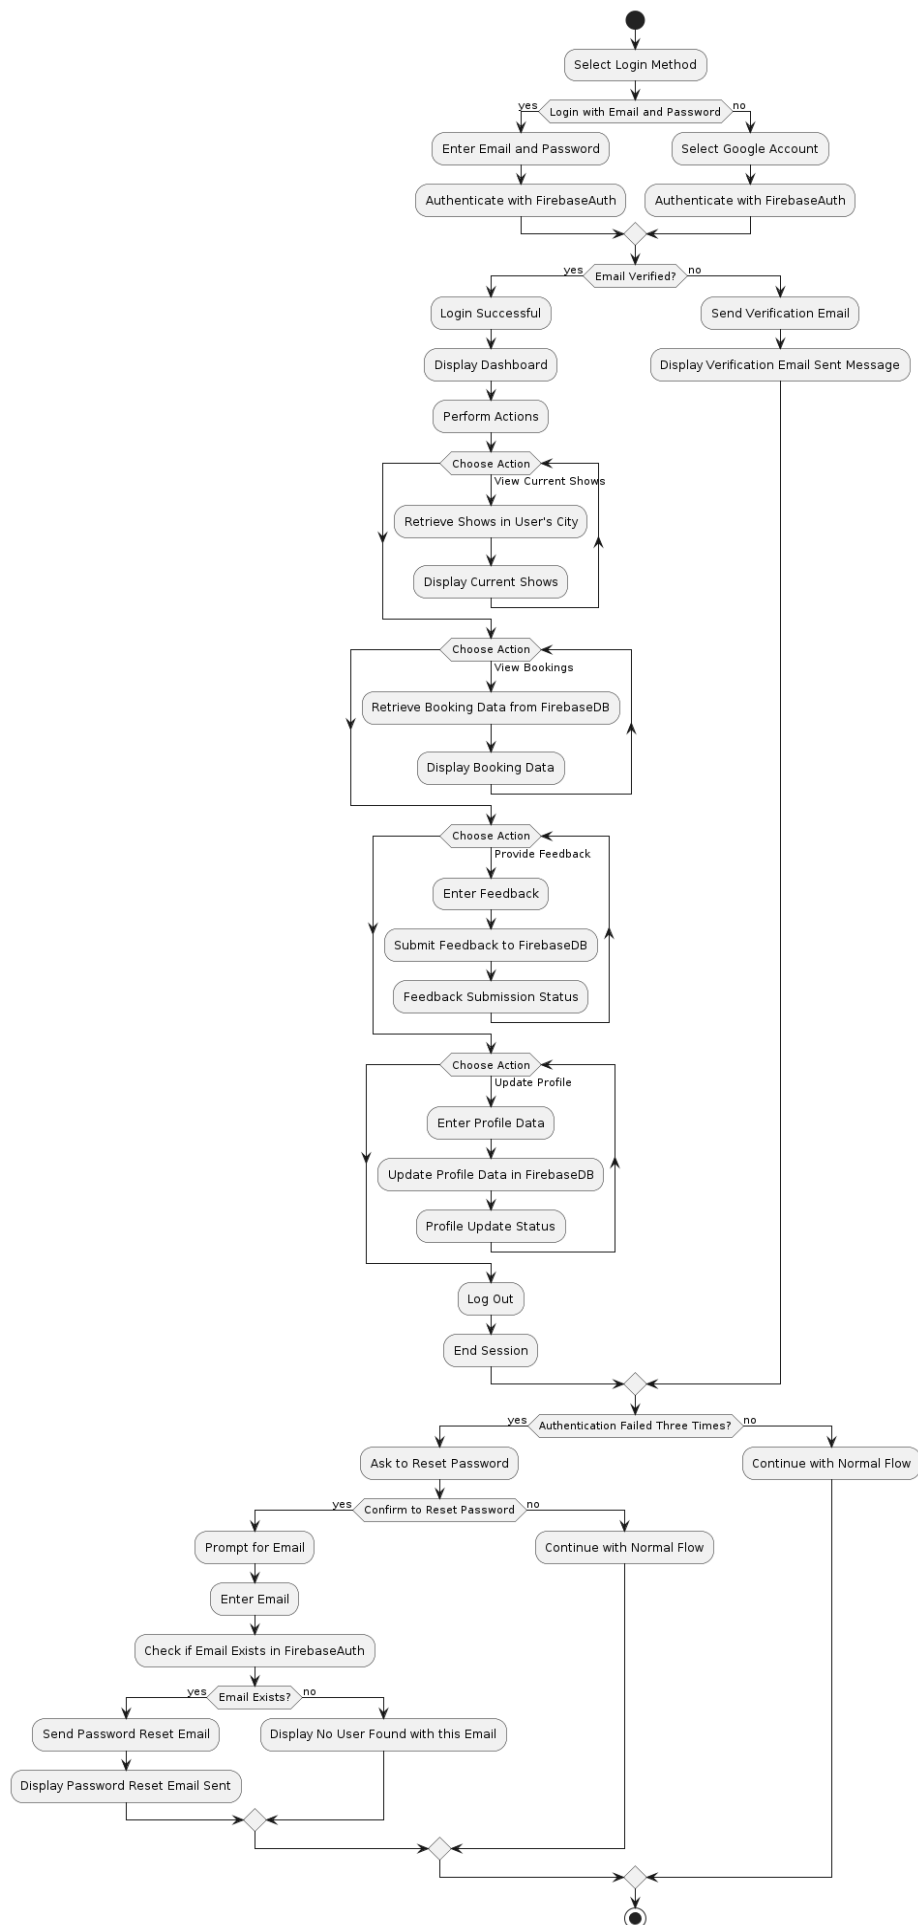 Select Login Method
yes
Login with Email and Password
no
Enter Email and Password
Select Google Account
Authenticate with FirebaseAuth
Authenticate with FirebaseAuth
yes
Email Verified?
no
Login Successful
Send Verification Email
Display Dashboard
Display Verification Email Sent Message
Perform Actions
Choose Action
View Current Shows
Retrieve Shows in User's City
Display Current Shows
Choose Action
View Bookings
Retrieve Booking Data from FirebaseDB
Display Booking Data
Choose Action
Provide Feedback
Enter Feedback
Submit Feedback to FirebaseDB
Feedback Submission Status
Choose Action
Update Profile
Enter Profile Data
Update Profile Data in FirebaseDB
Profile Update Status
Log Out
End Session
yes
Authentication Failed Three Times?
no
Ask to Reset Password
Continue with Normal Flow
yes
Confirm to Reset Password
no
Prompt for Email
Continue with Normal Flow
Enter Email
Check if Email Exists in FirebaseAuth
yes
Email Exists?
no
Send Password Reset Email
Display No User Found with this Email
Display Password Reset Email Sent